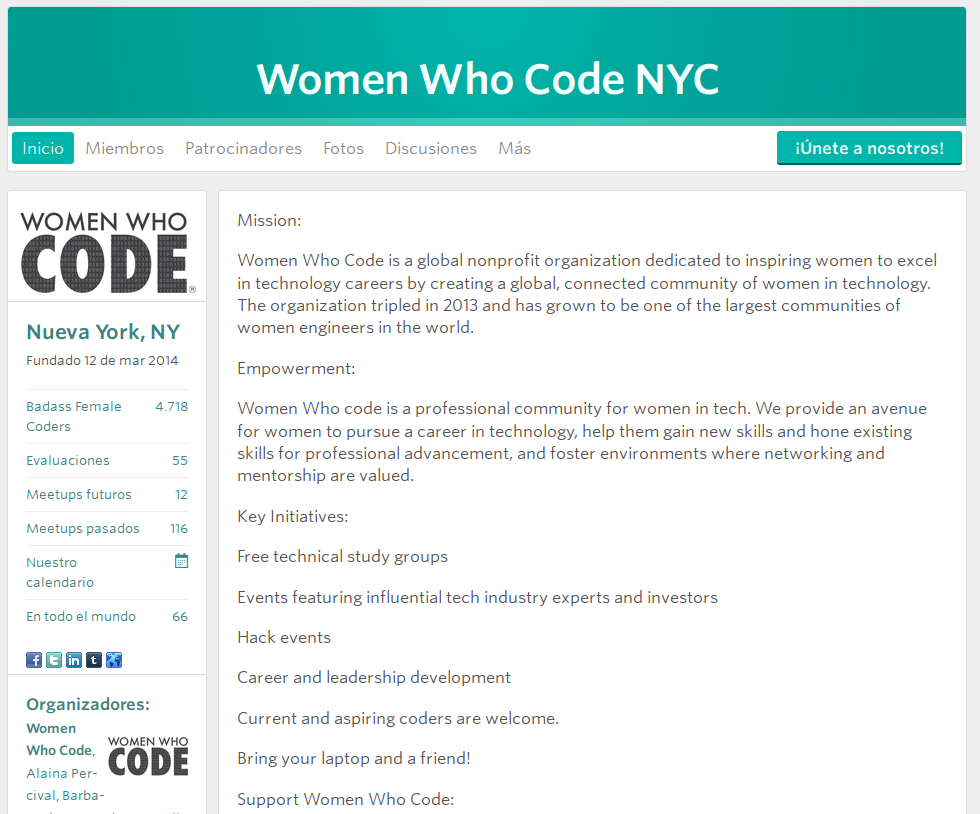 Women Who Code NYC
Inicio Miembros Patrocinadores Fotos Discusiones Más ¡Únete a nosotros!
WOMEN WHO
CODE®
Nueva York, NY
Fundado 12 de mar 2014
Badass Female Coders 4.718
Evaluaciones 55
Meetups futuros 12
Meetups pasados 116
Nuestro calendario
En todo el mundo 66
Organizadores:
Women
Who Code,
Alaina Per-
cival, Barba-
WOMEN WHO
CODE
Mission:
Women Who Code is a global nonprofit organization dedicated to inspiring women to excel
in technology careers by creating a global, connected community of women in technology.
The organization tripled in 2013 and has grown to be one of the largest communities of
women engineers in the world.
Empowerment:
Women Who code is a professional community for women in tech. We provide an avenue
for women to pursue a career in technology, help them gain new skills and hone existing
skills for professional advancement, and foster environments where networking and
mentorship are valued.
Key Initiatives:
Free technical study groups
Events featuring influential tech industry experts and investors
Hack events
Career and leadership development
Current and aspiring coders are welcome.
Bring your laptop and a friend!
Support Women Who Code: